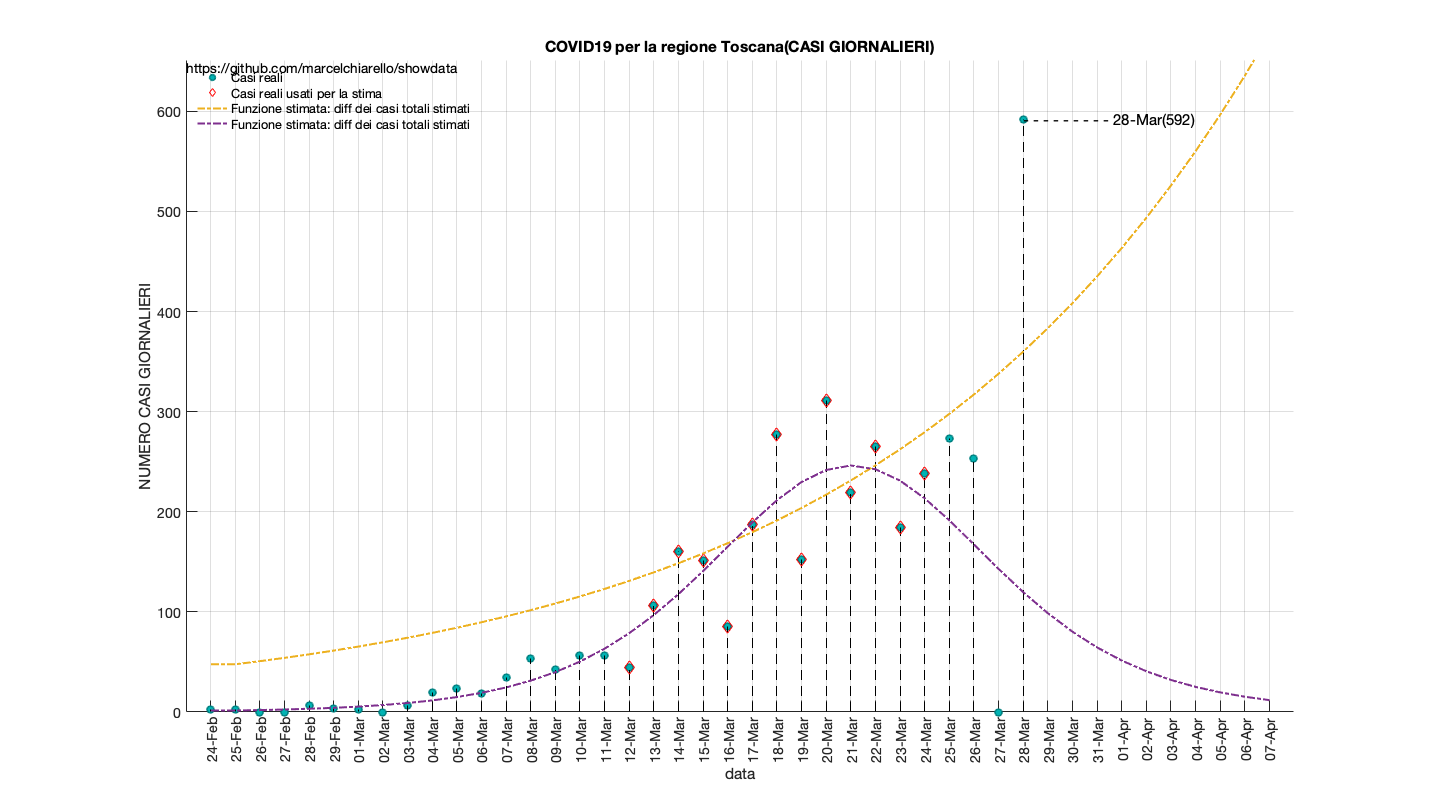 COVID19 per la regione Toscana(CASI GIORNALIERI)
https://github.com/marcelchiarello/showdata
Casi reali
Casi reali usati per la stima
Funzione stimata: diff dei casi totali stimati
Funzione stimata: diff dei casi totali stimati
28-Mar(592)
NUMERO CASI GIORNALIERI
600
500
400
300
200
100
0
24-Feb
25-Feb
26-Feb
27-Feb
28-Feb
29-Feb
01-Mar
02-Mar
03-Mar
04-Mar
05-Mar
06-Mar
07-Mar
08-Mar
09-Mar
10-Mar
11-Mar
12-Mar
13-Mar
14-Mar
15-Mar
16-Mar
17-Mar
18-Mar
19-Mar
20-Mar
21-Mar
22-Mar
23-Mar
24-Mar
25-Mar
26-Mar
27-Mar
28-Mar
29-Mar
30-Mar
31-Mar
01-Apr
02-Apr
03-Apr
04-Apr
05-Apr
06-Apr
07-Apr
data